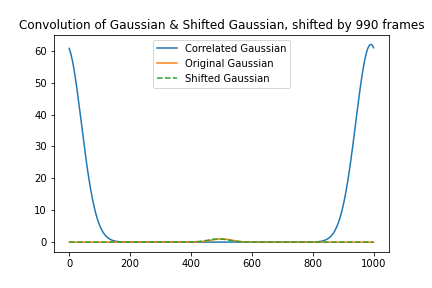 Convolution of Gaussian & Shifted Gaussian, shifted by 990 frames
Correlated Gaussian
Original Gaussian
Shifted Gaussian
60
50
40
30
20
10
0
0 200 400 600 800 1000